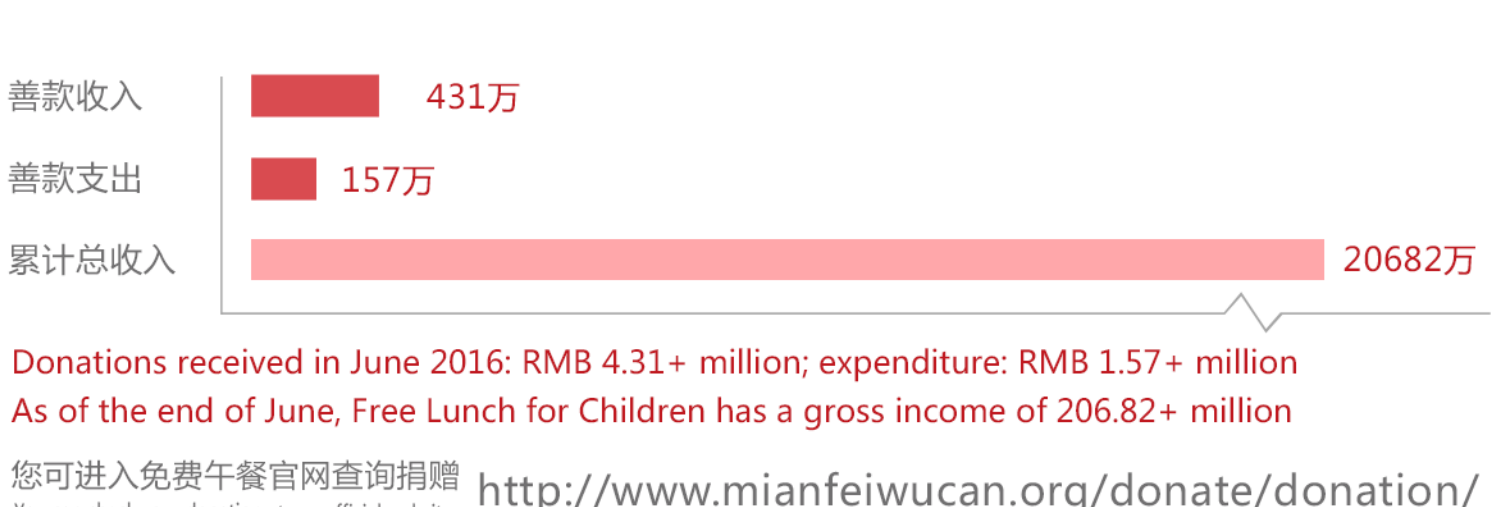 善款收入 431万
善款支出 157万
累计总收入 20682万
Donations received in June 2016: RMB 4.31+ million; expenditure: RMB 1.57+ million
As of the end of June, Free Lunch for Children has a gross income of 206.82+ million
您可进入免费午餐官网查询捐赠 http://www.mianfeiwucan.org/donate/donation/